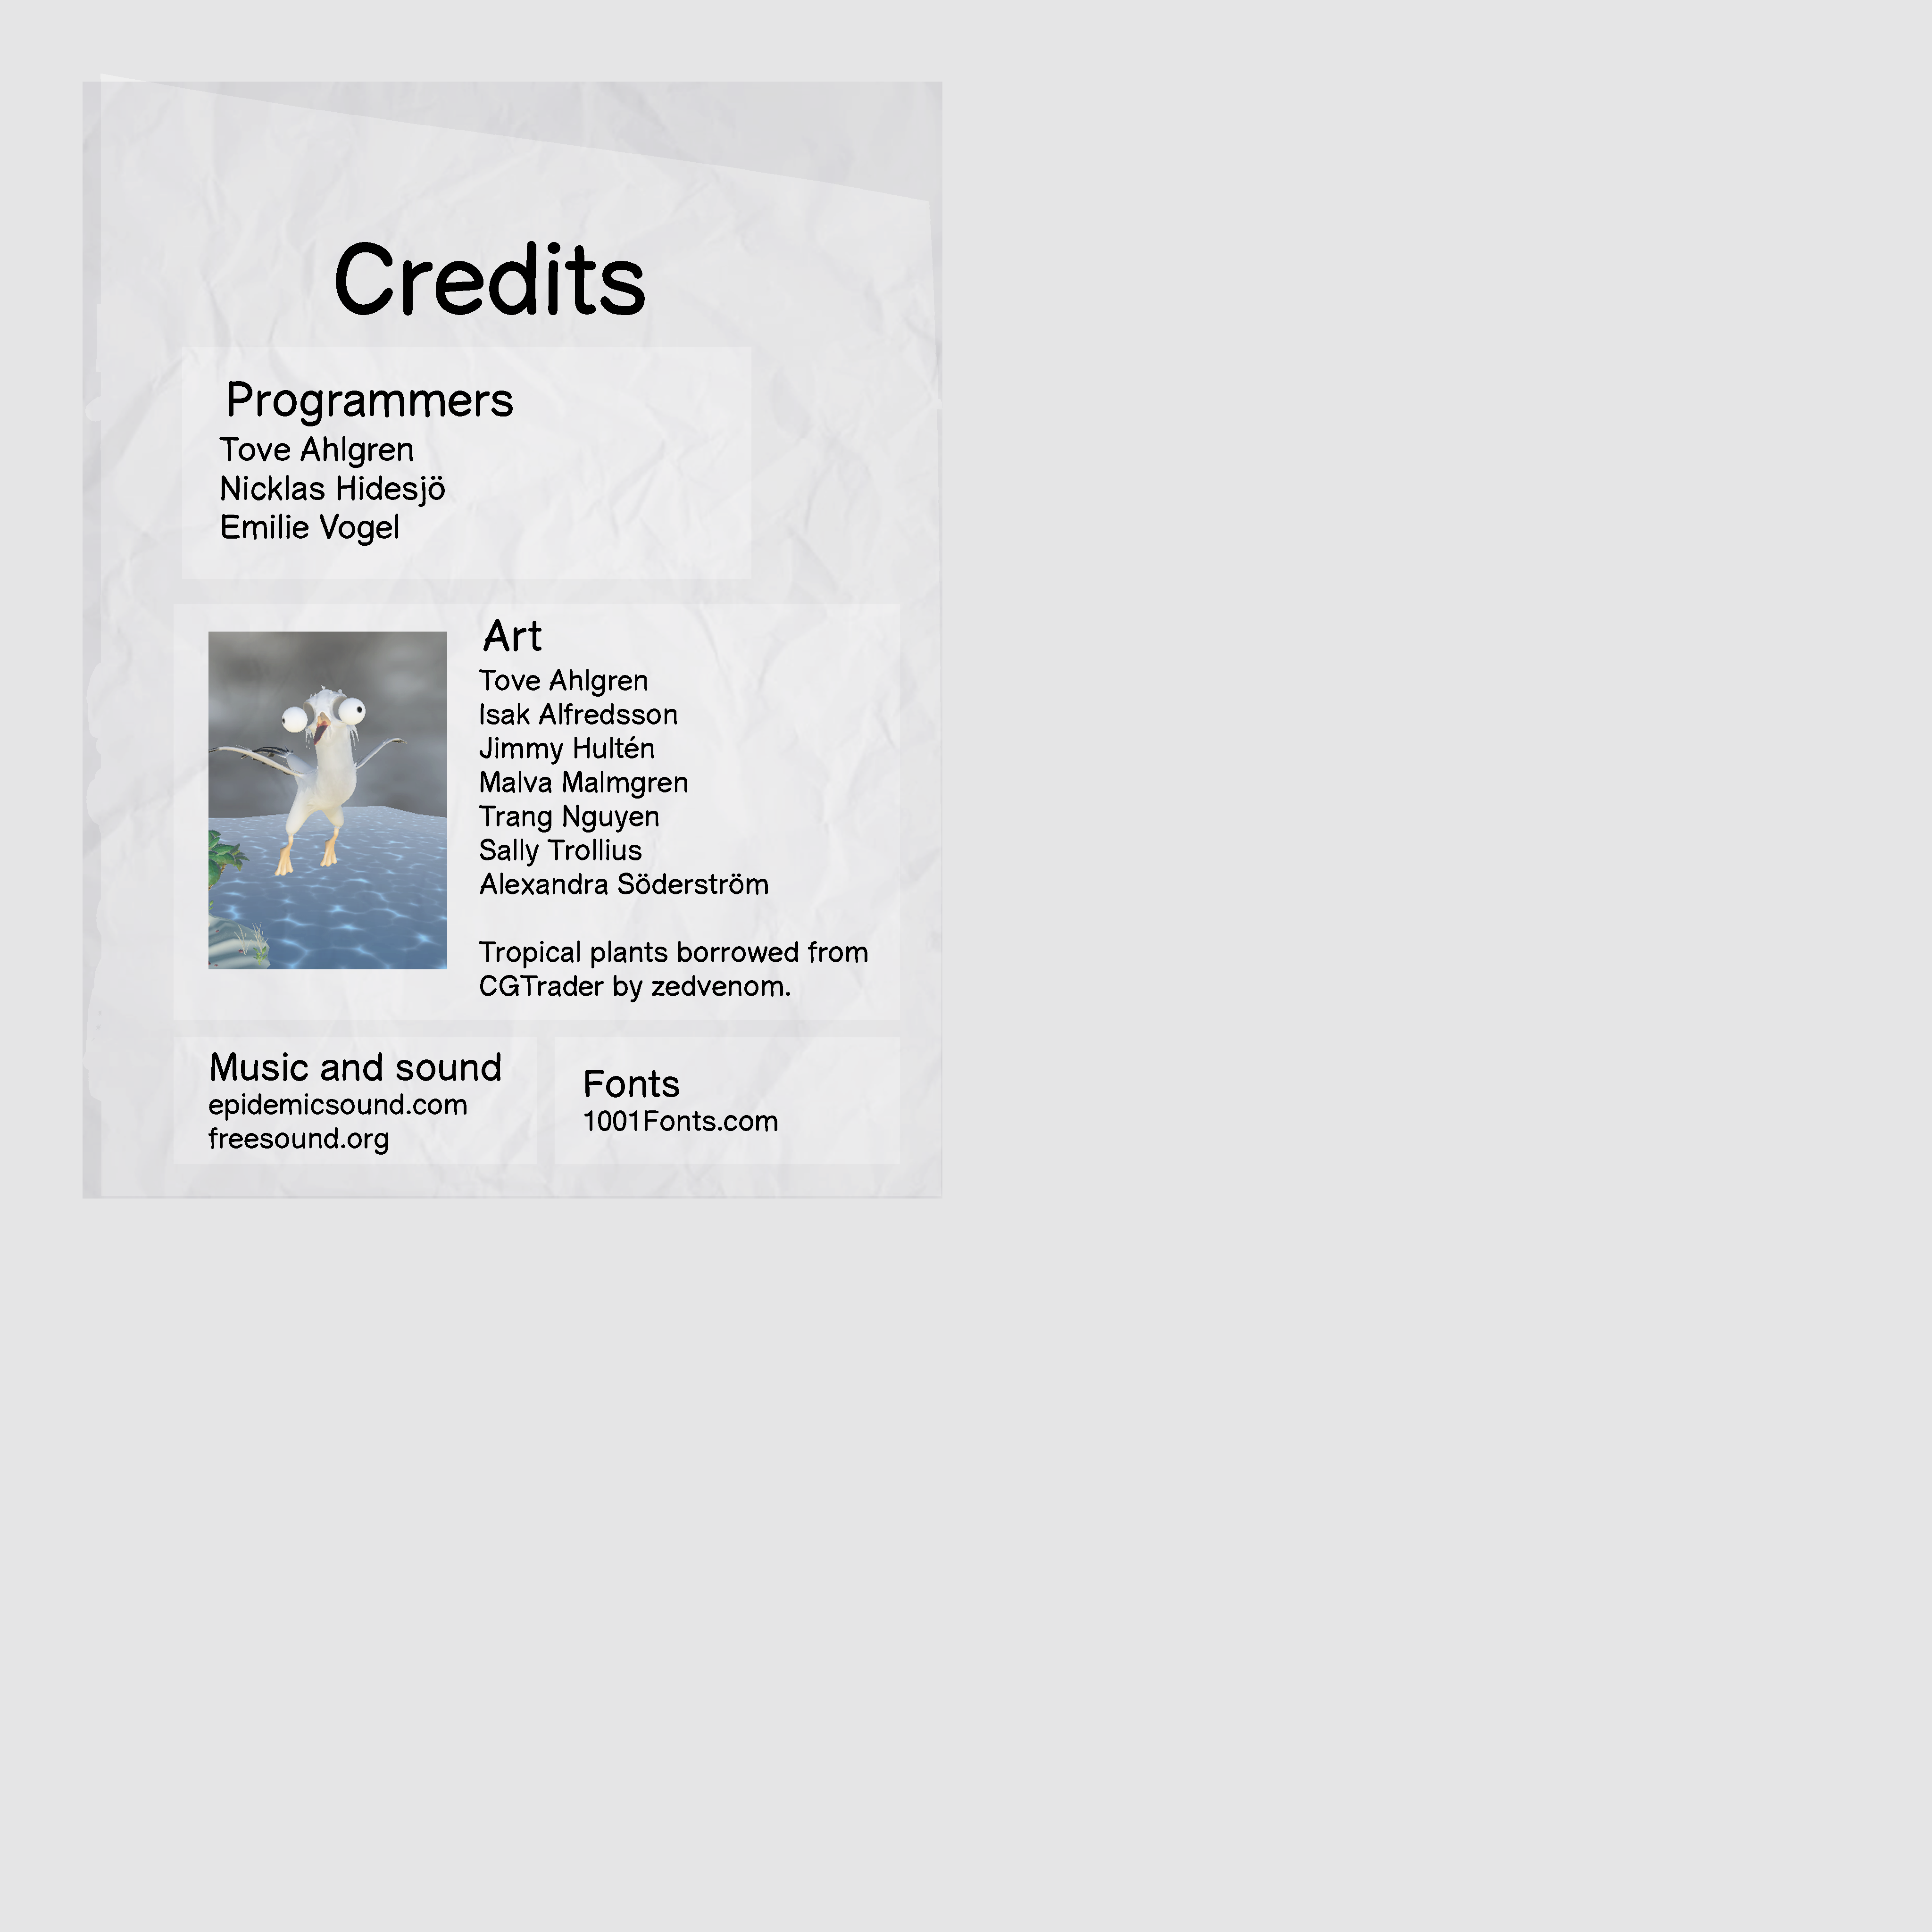 Credits
Programmers
Tove Ahlgren
Nicklas Hidesjö
Emilie Vogel
Art
Tove Ahlgren
Isak Alfredsson
Jimmy Hultén
Malva Malmgren
Trang Nguyen
Sally Trollius
Alexandra Söderström
Tropical plants borrowed from
CGTrader by zedvenom.
Music and sound
epidemicsound.com
freesound.org
Fonts
1001Fonts.com